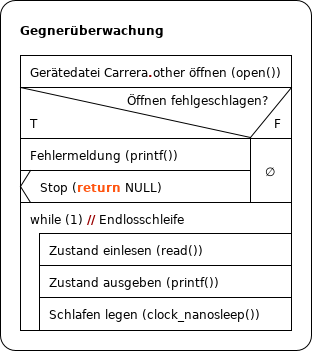 Gegnerüberwachung
Gerätedatei Carrera.other öffnen (open())
Öffnen fehlgeschlagen?
T F
Fehlermeldung (printf())
∅
Stop (return NULL)
while (1) // Endlosschleife
Zustand einlesen (read())
Zustand ausgeben (printf())
Schlafen legen (clock_nanosleep())